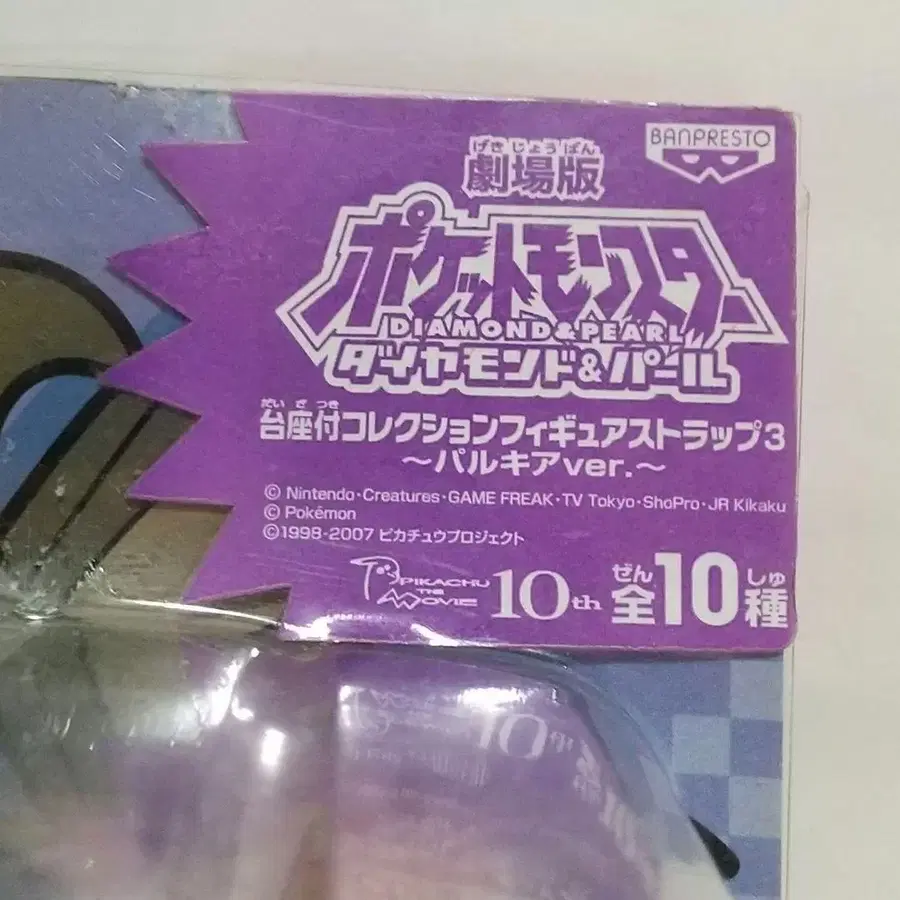 BANPRESTO
げきじょうばん
劇場版
ポケットモンスター
DIAMOND&PEARL
ダイヤモンド&パール
だいざつき
台座付コレクションフィギュアストラップ3
～パルキアver.～
© Nintendo・Creatures・GAME FREAK・TV Tokyo・ShoPro・JR Kikaku
© Pokémon
©1998-2007 ピカチュウプロジェクト
PIKACHU THE MOVIE 10th
ぜん しゅ
全10種
10th